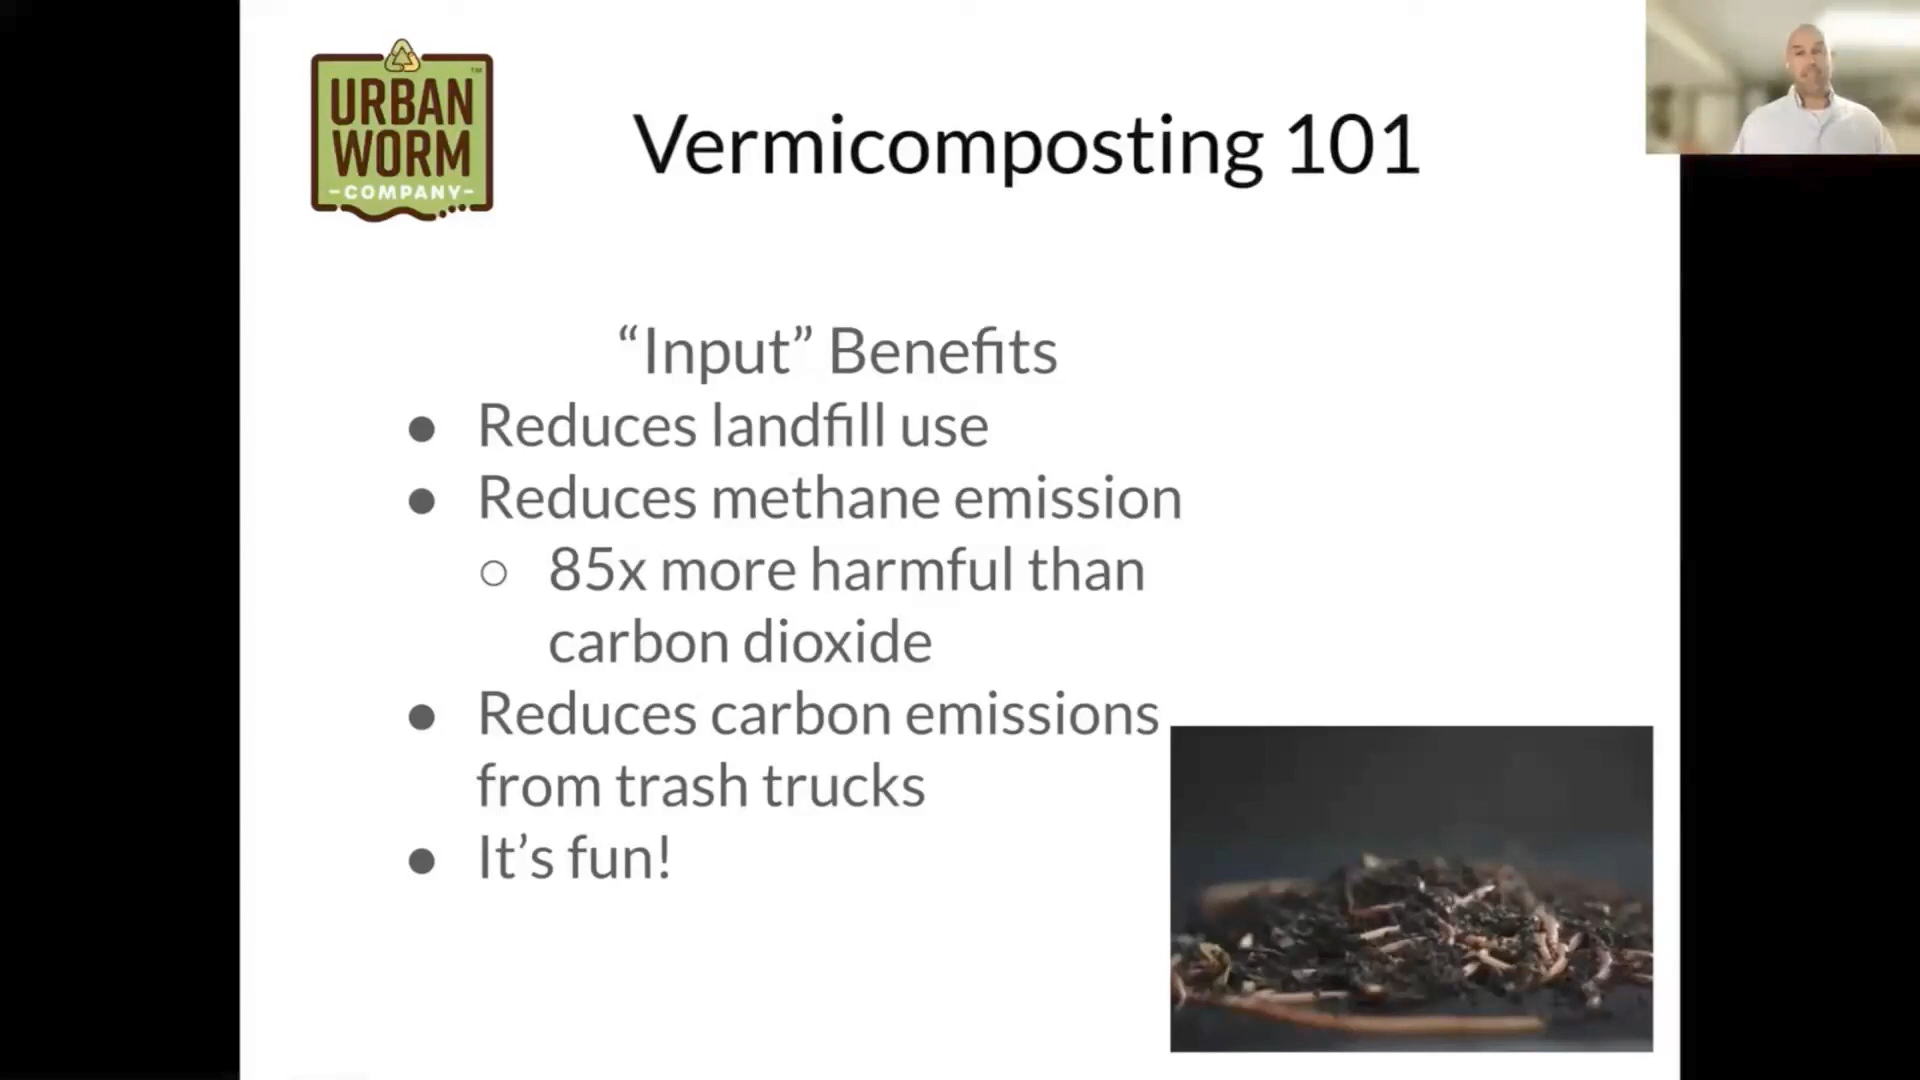 URBAN
WORM
-COMPANY-
™
Vermicomposting 101
“Input” Benefits
● Reduces landfill use
● Reduces methane emission
○ 85x more harmful than
carbon dioxide
● Reduces carbon emissions
from trash trucks
● It’s fun!